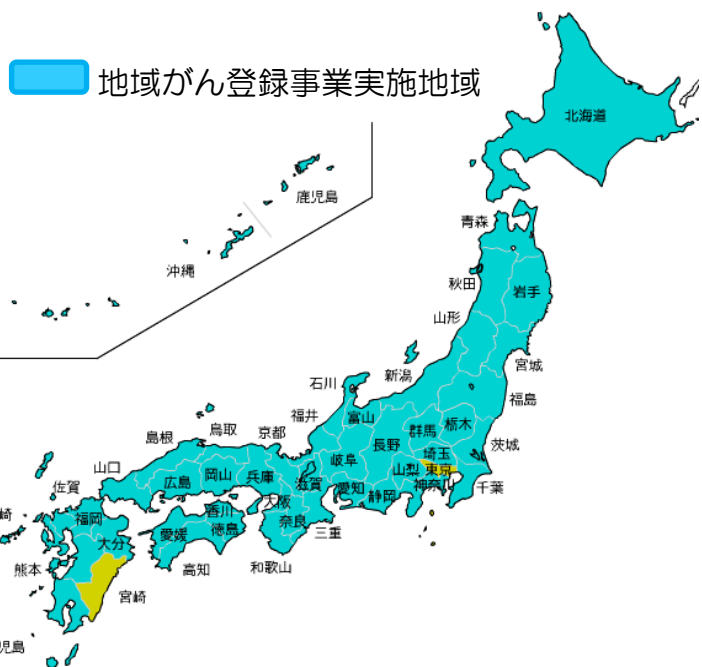 地域がん登録事業実施地域
北海道
鹿児島
青森
沖縄
秋田
岩手
山形
宮城
新潟
石川
福島
福井
富山
群馬
栃木
鳥取
京都
島根
長野
茨城
埼玉
岐阜
山口
岡山
兵庫
山梨
東京
広島
滋賀
愛知
静岡
神奈川
千葉
佐賀
大阪
香川
崎
福岡
奈良
徳島
三重
愛媛
大分
和歌山
高知
熊本
宮崎
児島